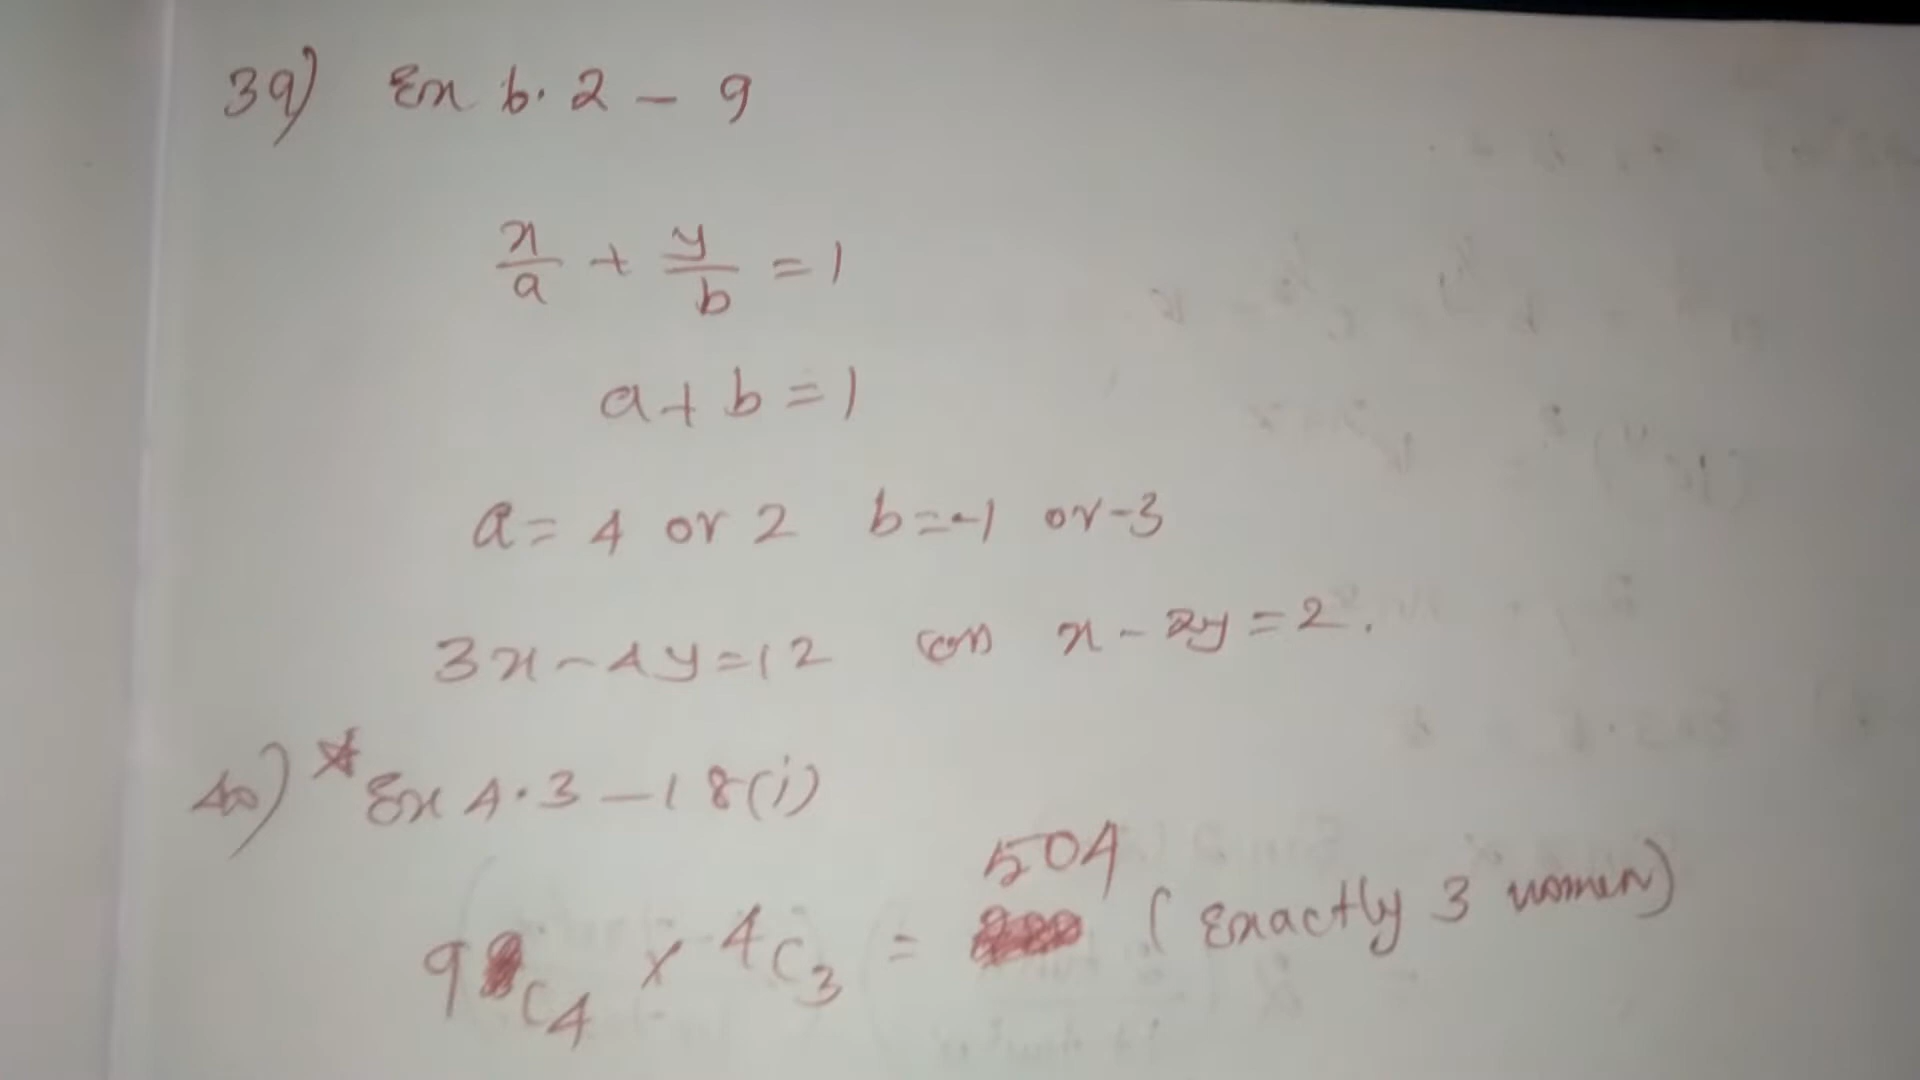 39) Ex 6.2 - 9
x/a + y/b = 1
a + b = 1
a = 4 or 2 b = -1 or -3
3x - 4y = 12 (or) x - 2y = 2.
40) * Ex 4.3 - 18(i)
504
9C4 x 4C3 = (Exactly 3 women)